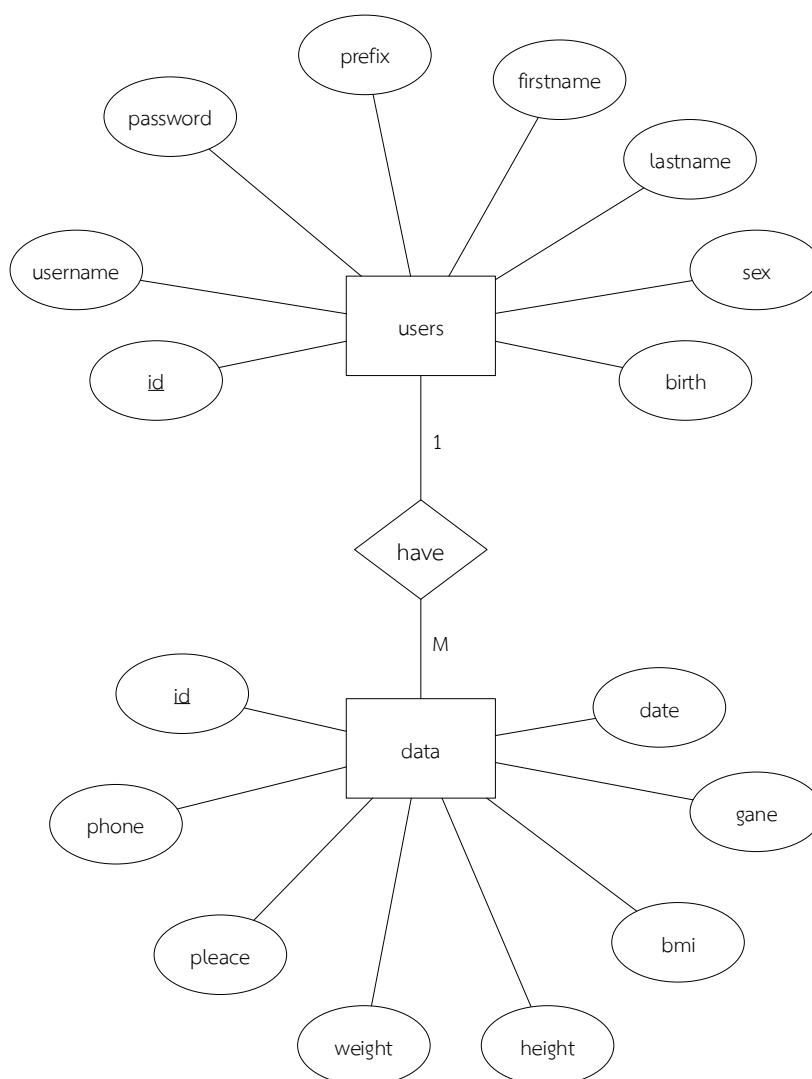 prefix
firstname
password
lastname
username
sex
users
id
birth
1
have
M
id
date
data
phone
gane
pleace
bmi
weight
height